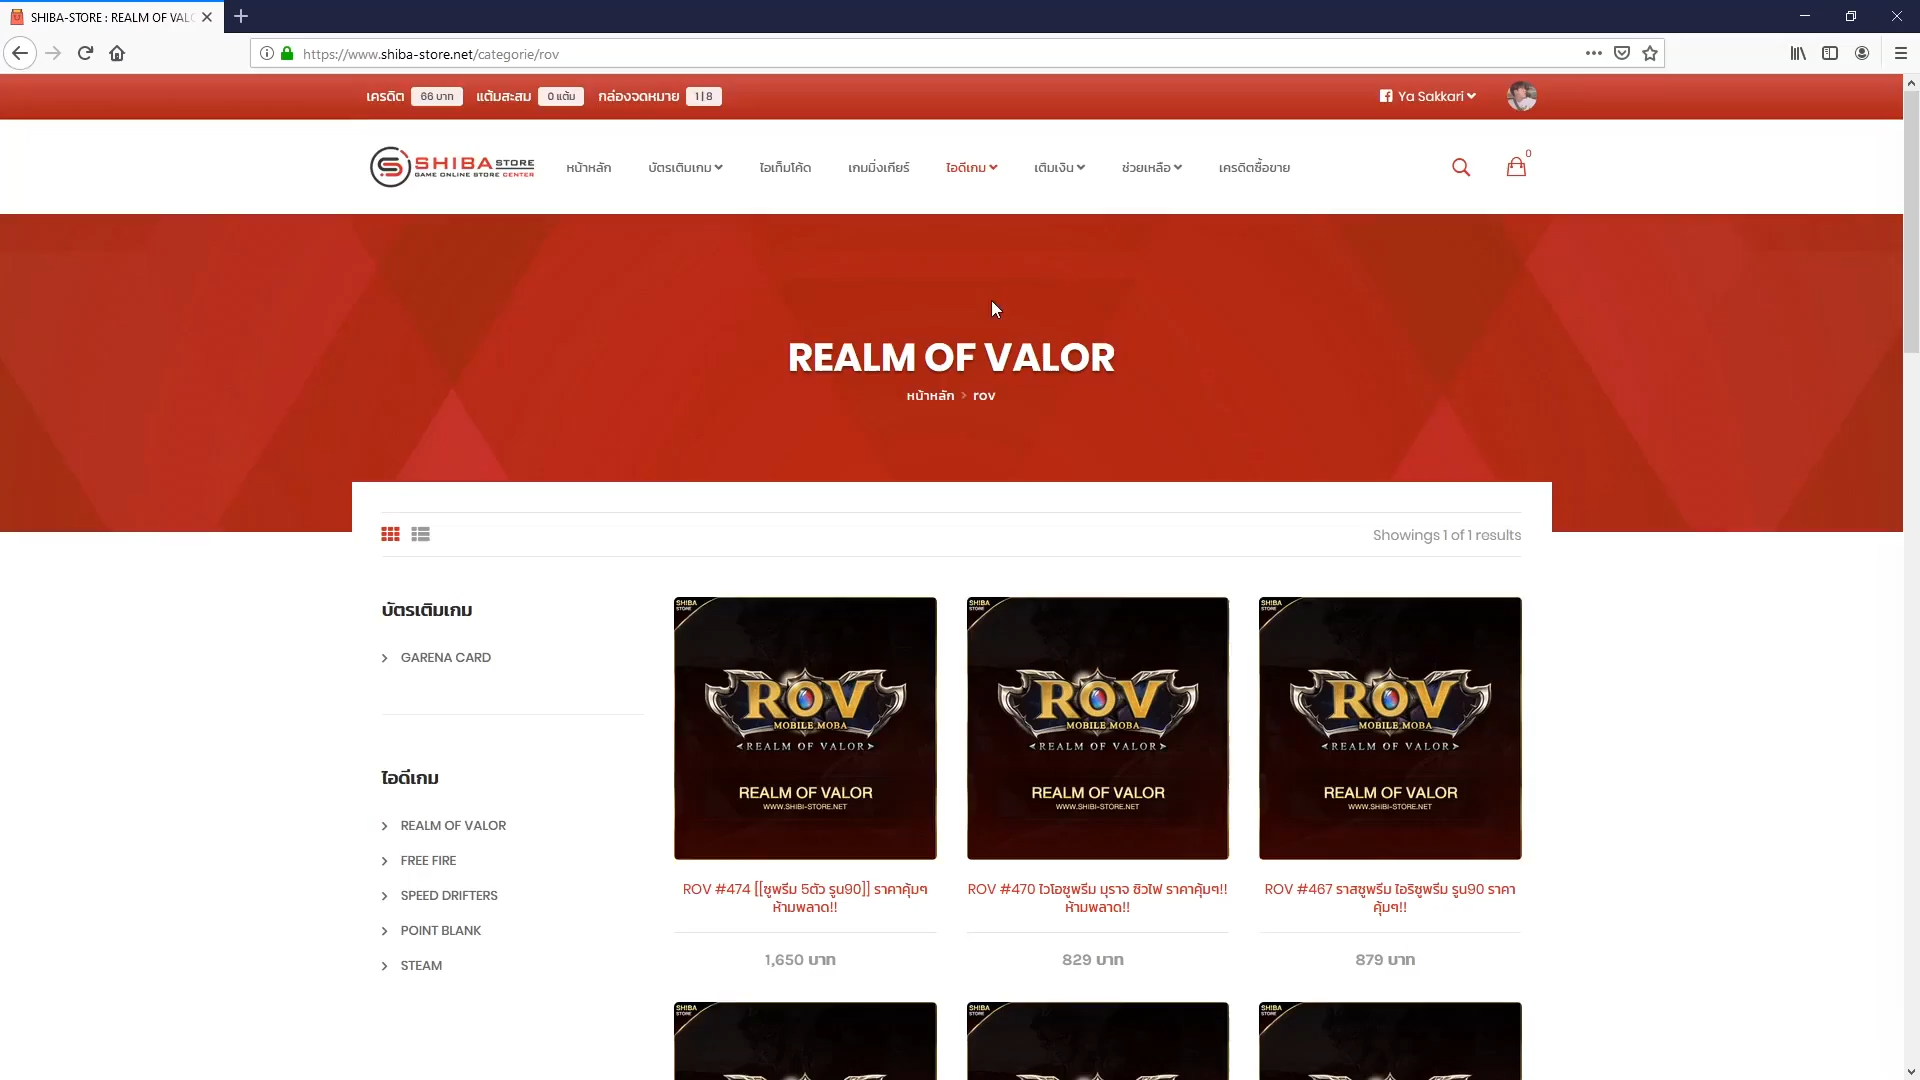 SHIBA-STORE : REALM OF VAL
https://www.shiba-store.net/categorie/rov
เครดิต 66 บาท แต้มสะสม 0 แต้ม กล่องจดหมาย 1 | 8 Ya Sakkari
SHIBA STORE
GAME ONLINE STORE CENTER
หน้าหลัก บัตรเติมเกม ไอเท็มโค้ด เกมมิ่งเกียร์ ไอดีเกม เติมเงิน ช่วยเหลือ เครดิตซื้อขาย 0
REALM OF VALOR
หน้าหลัก > rov
Showings 1 of 1 results
บัตรเติมเกม
GARENA CARD
ไอดีเกม
REALM OF VALOR
FREE FIRE
SPEED DRIFTERS
POINT BLANK
STEAM
SHIBA
STORE
ROV
MOBILE MOBA
REALM OF VALOR
REALM OF VALOR
WWW.SHIBI-STORE.NET
ROV #474 [[ซูพรีม 5ตัว รูน90]] ราคาคุ้มๆ
ห้ามพลาด!!
1,650 บาท
SHIBA
STORE
ROV
MOBILE MOBA
REALM OF VALOR
REALM OF VALOR
WWW.SHIBI-STORE.NET
ROV #470 ไวโอซูพรีม มุราจ ซิวไฟ ราคาคุ้มๆ!!
ห้ามพลาด!!
829 บาท
SHIBA
STORE
ROV
MOBILE MOBA
REALM OF VALOR
REALM OF VALOR
WWW.SHIBI-STORE.NET
ROV #467 ราสซูพรีม ไอริซูพรีม รูน90 ราคา
คุ้มๆ!!
879 บาท
SHIBA
STORE
SHIBA
STORE
SHIBA
STORE